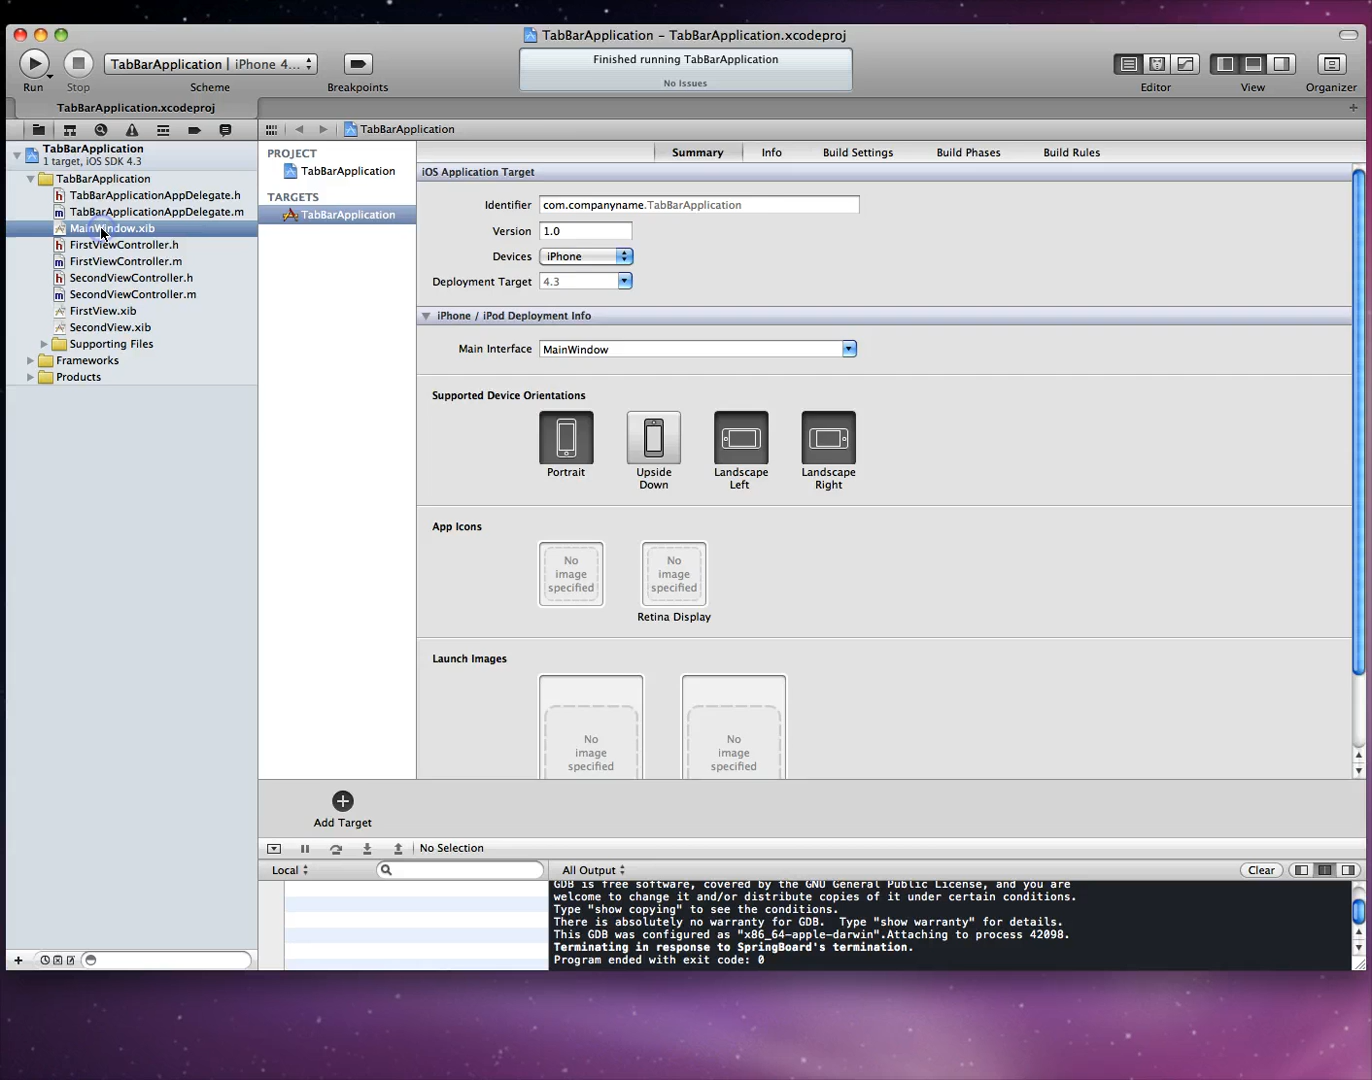 TabBarApplication – TabBarApplication.xcodeproj
TabBarApplication | iPhone 4...
Finished running TabBarApplication
No Issues
Run
Stop
Scheme
Breakpoints
Editor
View
Organizer
TabBarApplication.xcodeproj
TabBarApplication
1 target, iOS SDK 4.3
TabBarApplication
TabBarApplicationAppDelegate.h
TabBarApplicationAppDelegate.m
MainWindow.xib
FirstViewController.h
FirstViewController.m
SecondViewController.h
SecondViewController.m
FirstView.xib
SecondView.xib
Supporting Files
Frameworks
Products
TabBarApplication
PROJECT
TabBarApplication
TARGETS
TabBarApplication
Summary
Info
Build Settings
Build Phases
Build Rules
iOS Application Target
Identifier com.companyname.TabBarApplication
Version 1.0
Devices iPhone
Deployment Target 4.3
iPhone / iPod Deployment Info
Main Interface MainWindow
Supported Device Orientations
Portrait
Upside Down
Landscape Left
Landscape Right
App Icons
No image specified
No image specified
Retina Display
Launch Images
No image specified
No image specified
Add Target
No Selection
Local
All Output
Clear
GDB is free software, covered by the GNU General Public License, and you are
welcome to change it and/or distribute copies of it under certain conditions.
Type "show copying" to see the conditions.
There is absolutely no warranty for GDB.  Type "show warranty" for details.
This GDB was configured as "x86_64-apple-darwin".Attaching to process 42098.
Terminating in response to SpringBoard's termination.
Program ended with exit code: 0